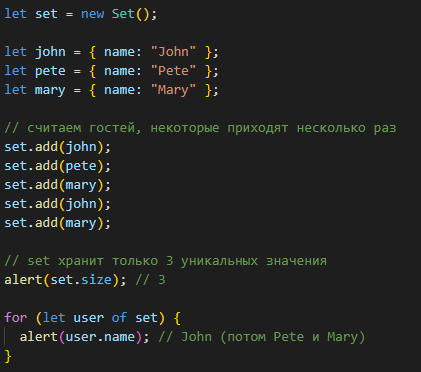 let set = new Set();
let john = { name: "John" };
let pete = { name: "Pete" };
let mary = { name: "Mary" };
// считаем гостей, некоторые приходят несколько раз
set.add(john);
set.add(pete);
set.add(mary);
set.add(john);
set.add(mary);
// set хранит только 3 уникальных значения
alert(set.size); // 3
for (let user of set) {
  alert(user.name); // John (потом Pete и Mary)
}